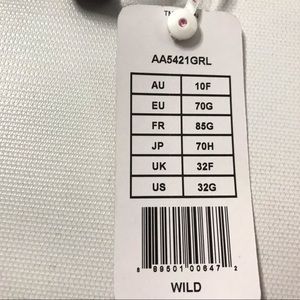 AA5421GRL
AU 10F
EU 70G
FR 85G
JP 70H
UK 32F
US 32G
8 89501 00647 2
WILD